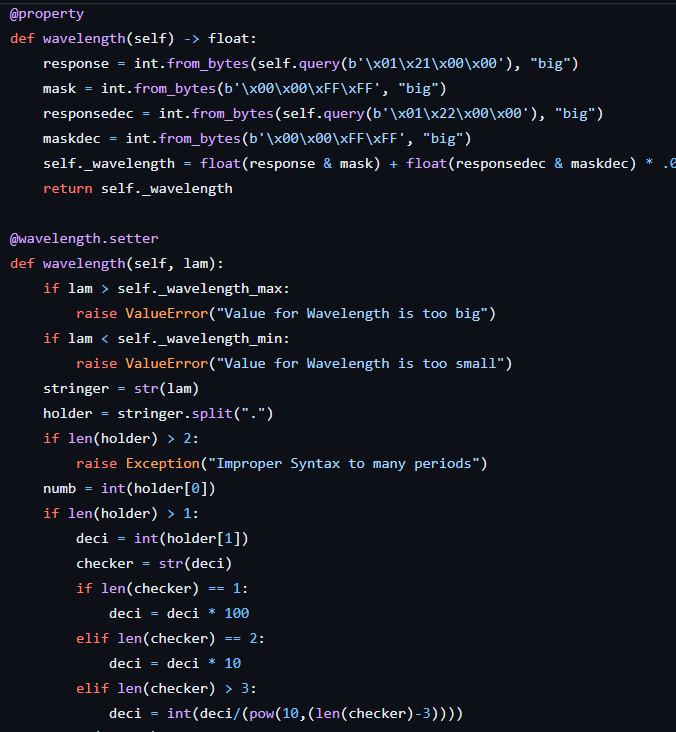 @property
def wavelength(self) -> float:
    response = int.from_bytes(self.query(b'\x01\x21\x00\x00'), "big")
    mask = int.from_bytes(b'\x00\x00\xFF\xFF', "big")
    responsedec = int.from_bytes(self.query(b'\x01\x22\x00\x00'), "big")
    maskdec = int.from_bytes(b'\x00\x00\xFF\xFF', "big")
    self._wavelength = float(response & mask) + float(responsedec & maskdec) * .0
    return self._wavelength

@wavelength.setter
def wavelength(self, lam):
    if lam > self._wavelength_max:
        raise ValueError("Value for Wavelength is too big")
    if lam < self._wavelength_min:
        raise ValueError("Value for Wavelength is too small")
    stringer = str(lam)
    holder = stringer.split(".")
    if len(holder) > 2:
        raise Exception("Improper Syntax to many periods")
    numb = int(holder[0])
    if len(holder) > 1:
        deci = int(holder[1])
        checker = str(deci)
        if len(checker) == 1:
            deci = deci * 100
        elif len(checker) == 2:
            deci = deci * 10
        elif len(checker) > 3:
            deci = int(deci/(pow(10,(len(checker)-3))))